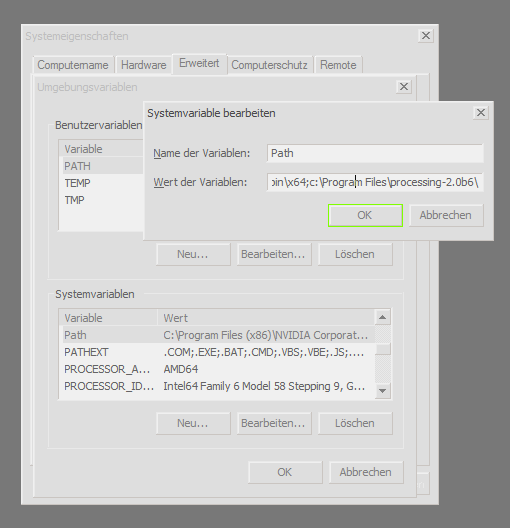 Systemeigenschaften
Computername Hardware Erweitert Computerschutz Remote
Umgebungsvariablen
Systemvariable bearbeiten
Name der Variablen: Path
Wert der Variablen: bin\x64;c:\Program Files\processing-2.0b6\
OK Abbrechen
Benutzervariablen
Variable
PATH
TEMP
TMP
Neu... Bearbeiten... Löschen
Systemvariablen
Variable Wert
Path C:\Program Files (x86)\NVIDIA Corporat...
PATHEXT .COM;.EXE;.BAT;.CMD;.VBS;.VBE;.JS;....
PROCESSOR_A... AMD64
PROCESSOR_ID... Intel64 Family 6 Model 58 Stepping 9, G...
Neu... Bearbeiten... Löschen
OK Abbrechen